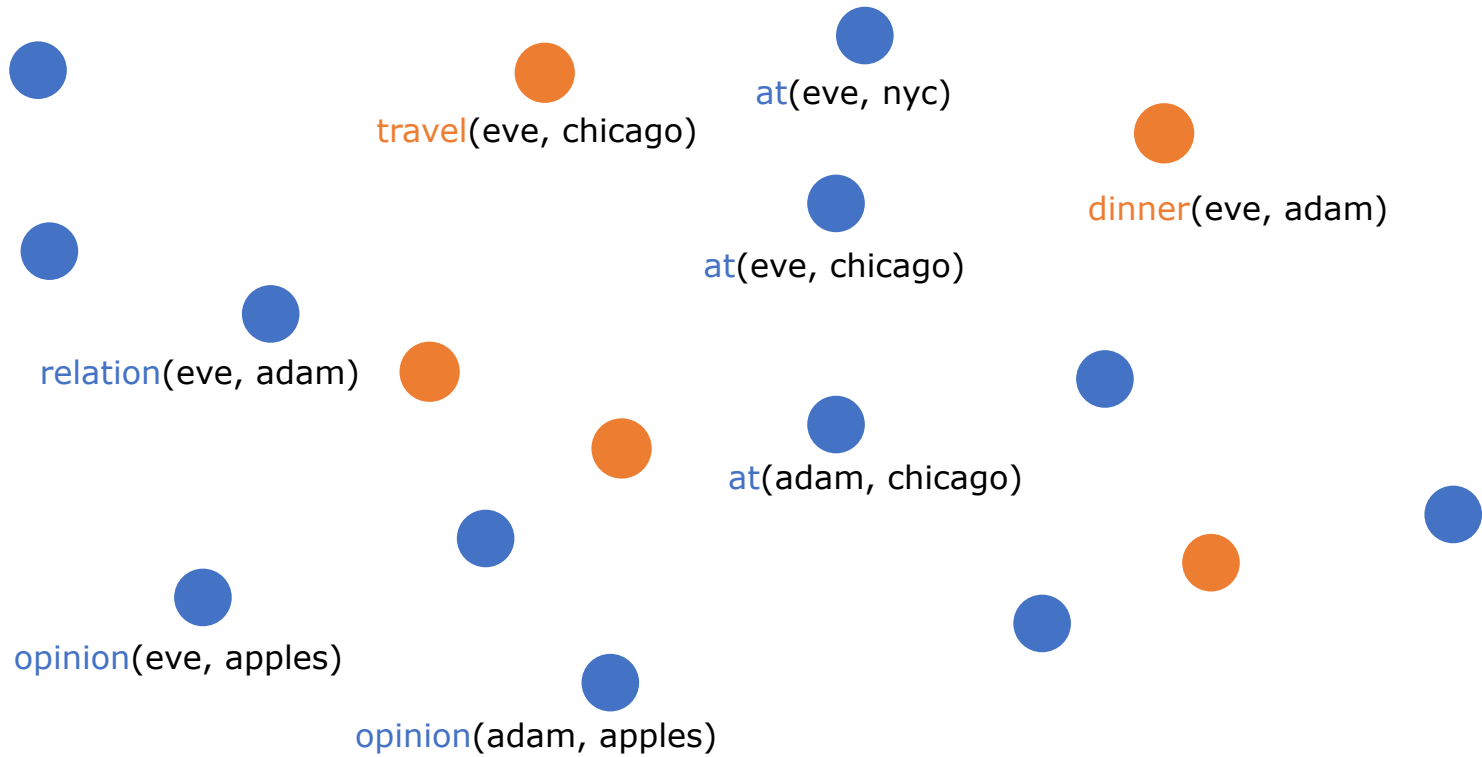 at(eve, nyc)
travel(eve, chicago)
dinner(eve, adam)
at(eve, chicago)
relation(eve, adam)
at(adam, chicago)
opinion(eve, apples)
opinion(adam, apples)